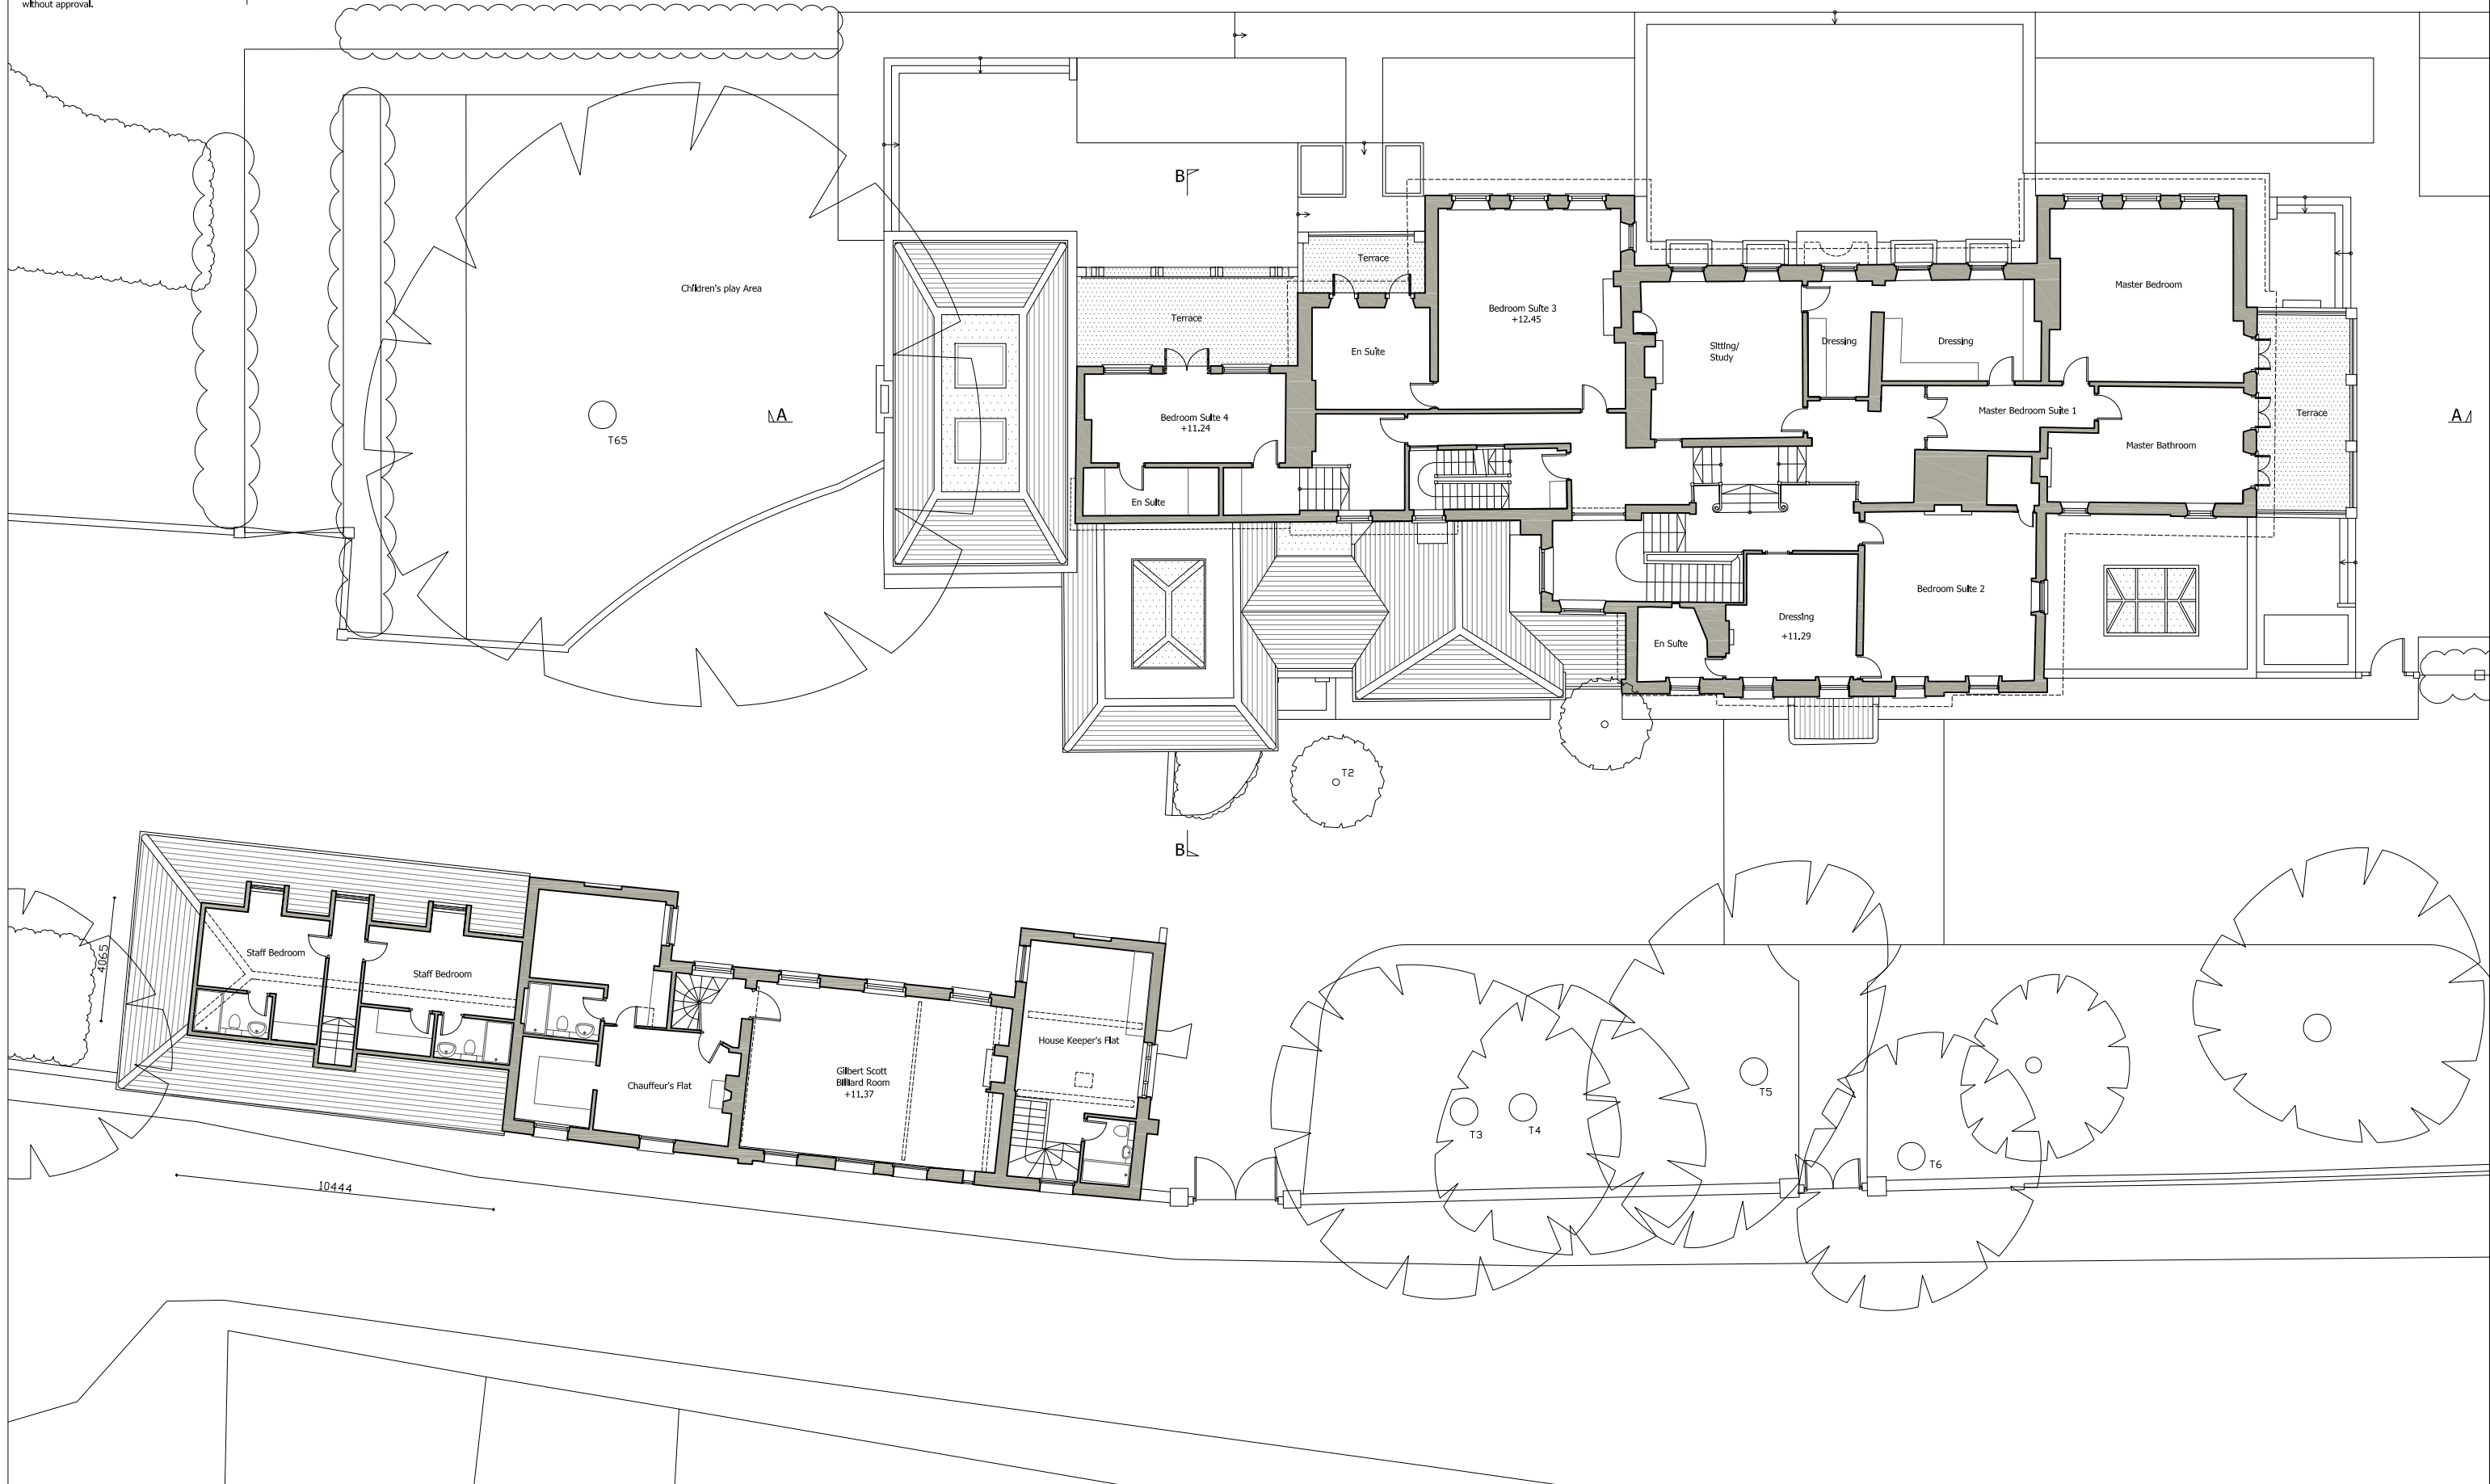 without approval.
B
Children's play Area
T65
A
Terrace
Terrace
En Suite
Bedroom Suite 3
+12.45
Bedroom Suite 4
+11.24
En Suite
Sitting/
Study
Dressing
Dressing
Master Bedroom
Master Bedroom Suite 1
Master Bathroom
Terrace
A
Bedroom Suite 2
Dressing
+11.29
En Suite
T2
B
4065
Staff Bedroom
Staff Bedroom
Chauffeur's Flat
Gilbert Scott
Billiard Room
+11.37
House Keeper's Flat
10444
T3
T4
T5
T6